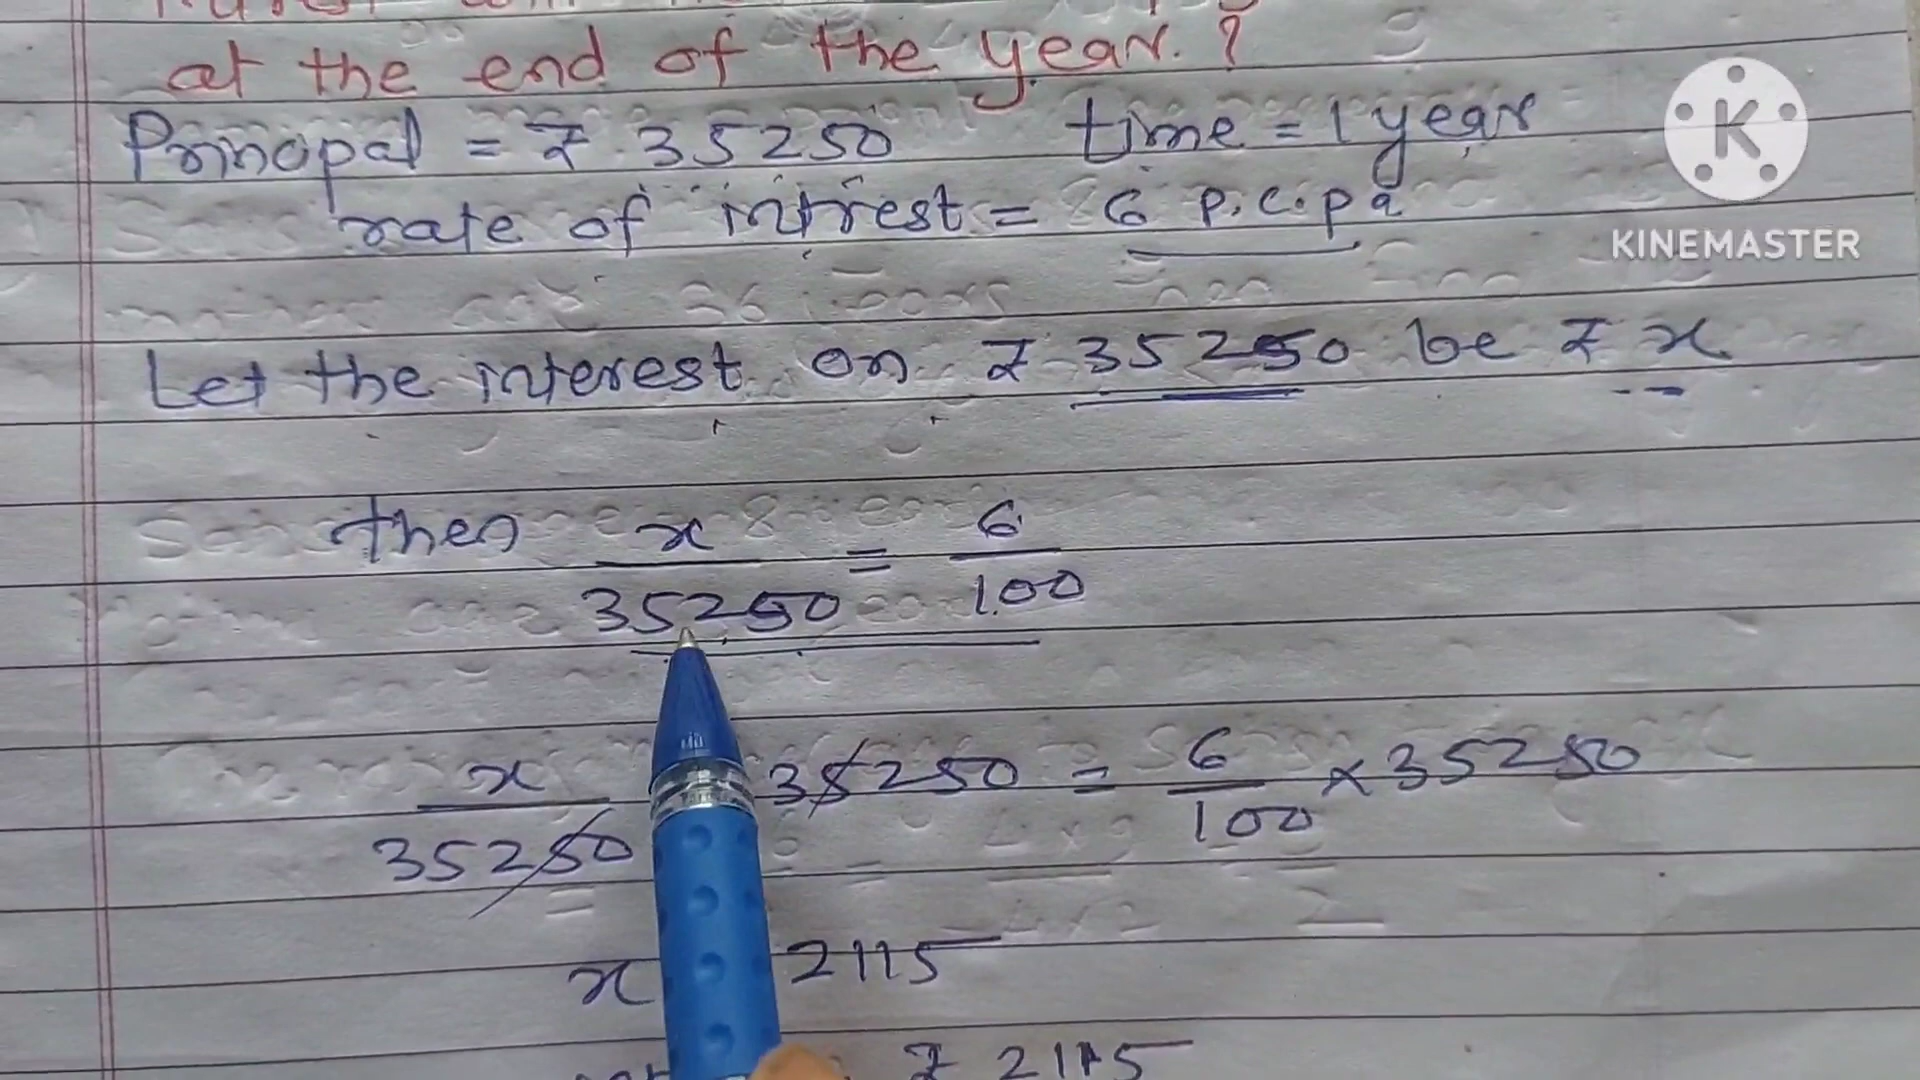 at the end of the year.?
Principal = ₹ 35250 time = 1 year
rate of intrest = 6 p.c.p.a
K
KINEMASTER
Let the interest on ₹ 35250 be ₹ x
then x/35250 = 6/100
x/35250 35250 = 6/100 × 35250
x 2115
₹ 2115